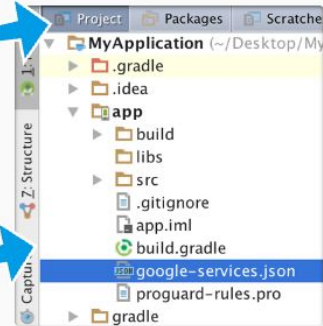 Project Packages Scratche
MyApplication (~/Desktop/My
.gradle
.idea
app
build
libs
src
.gitignore
app.iml
build.gradle
google-services.json
proguard-rules.pro
gradle
1:
Z: Structure
Captur